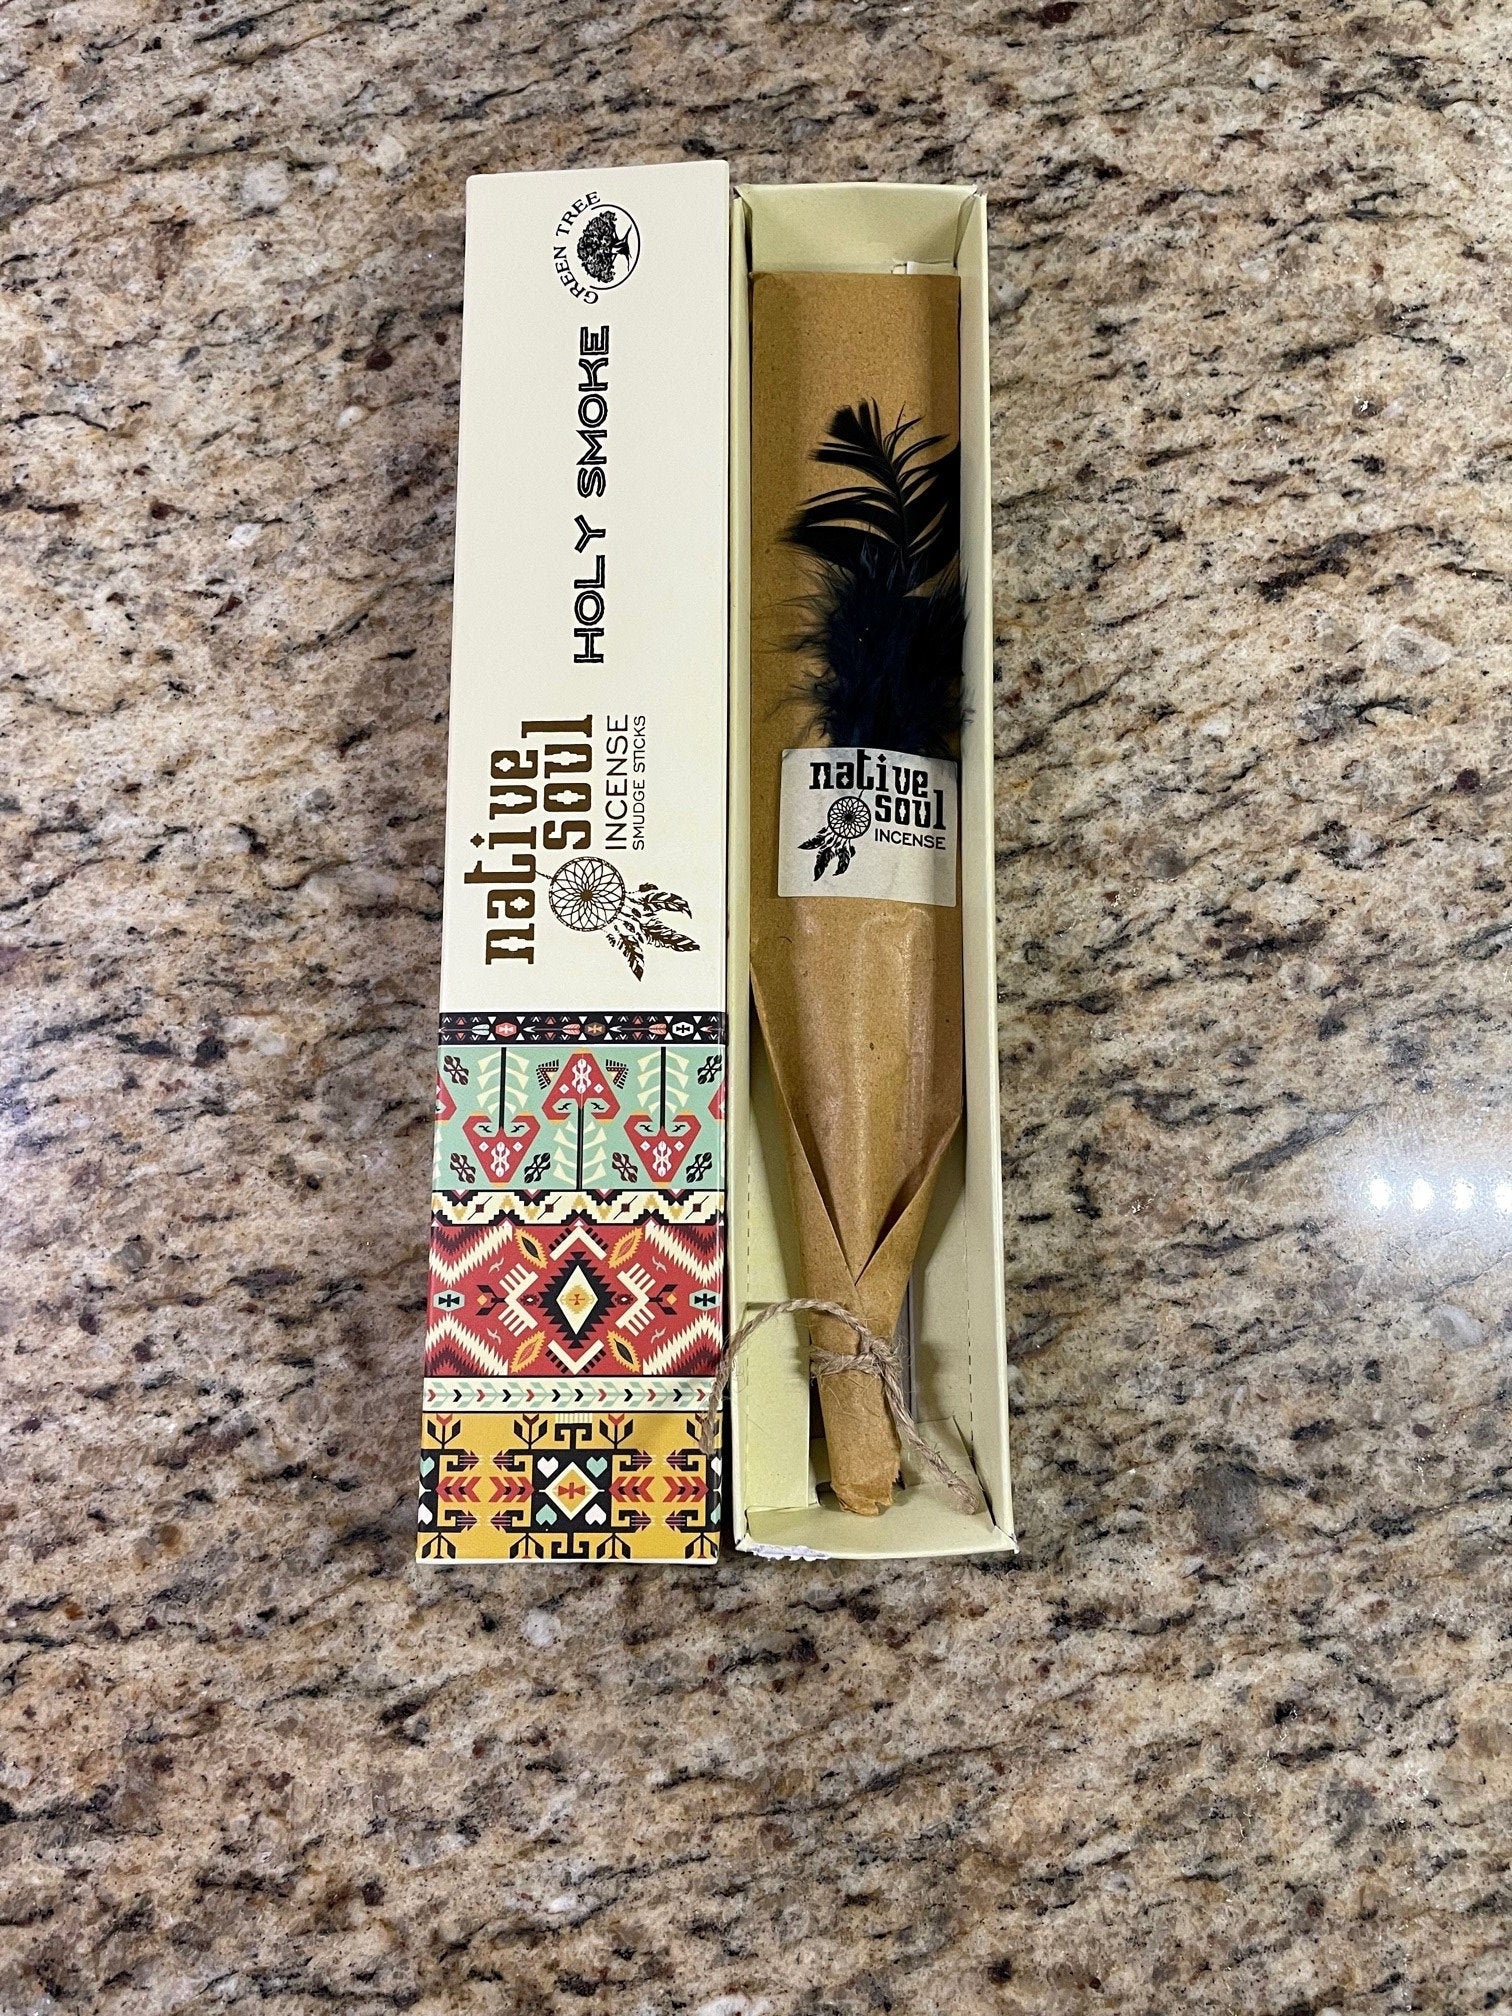 native
soul
INCENSE
SMUDGE STICKS
HOLY SMOKE
GREEN TREE
native
soul
INCENSE